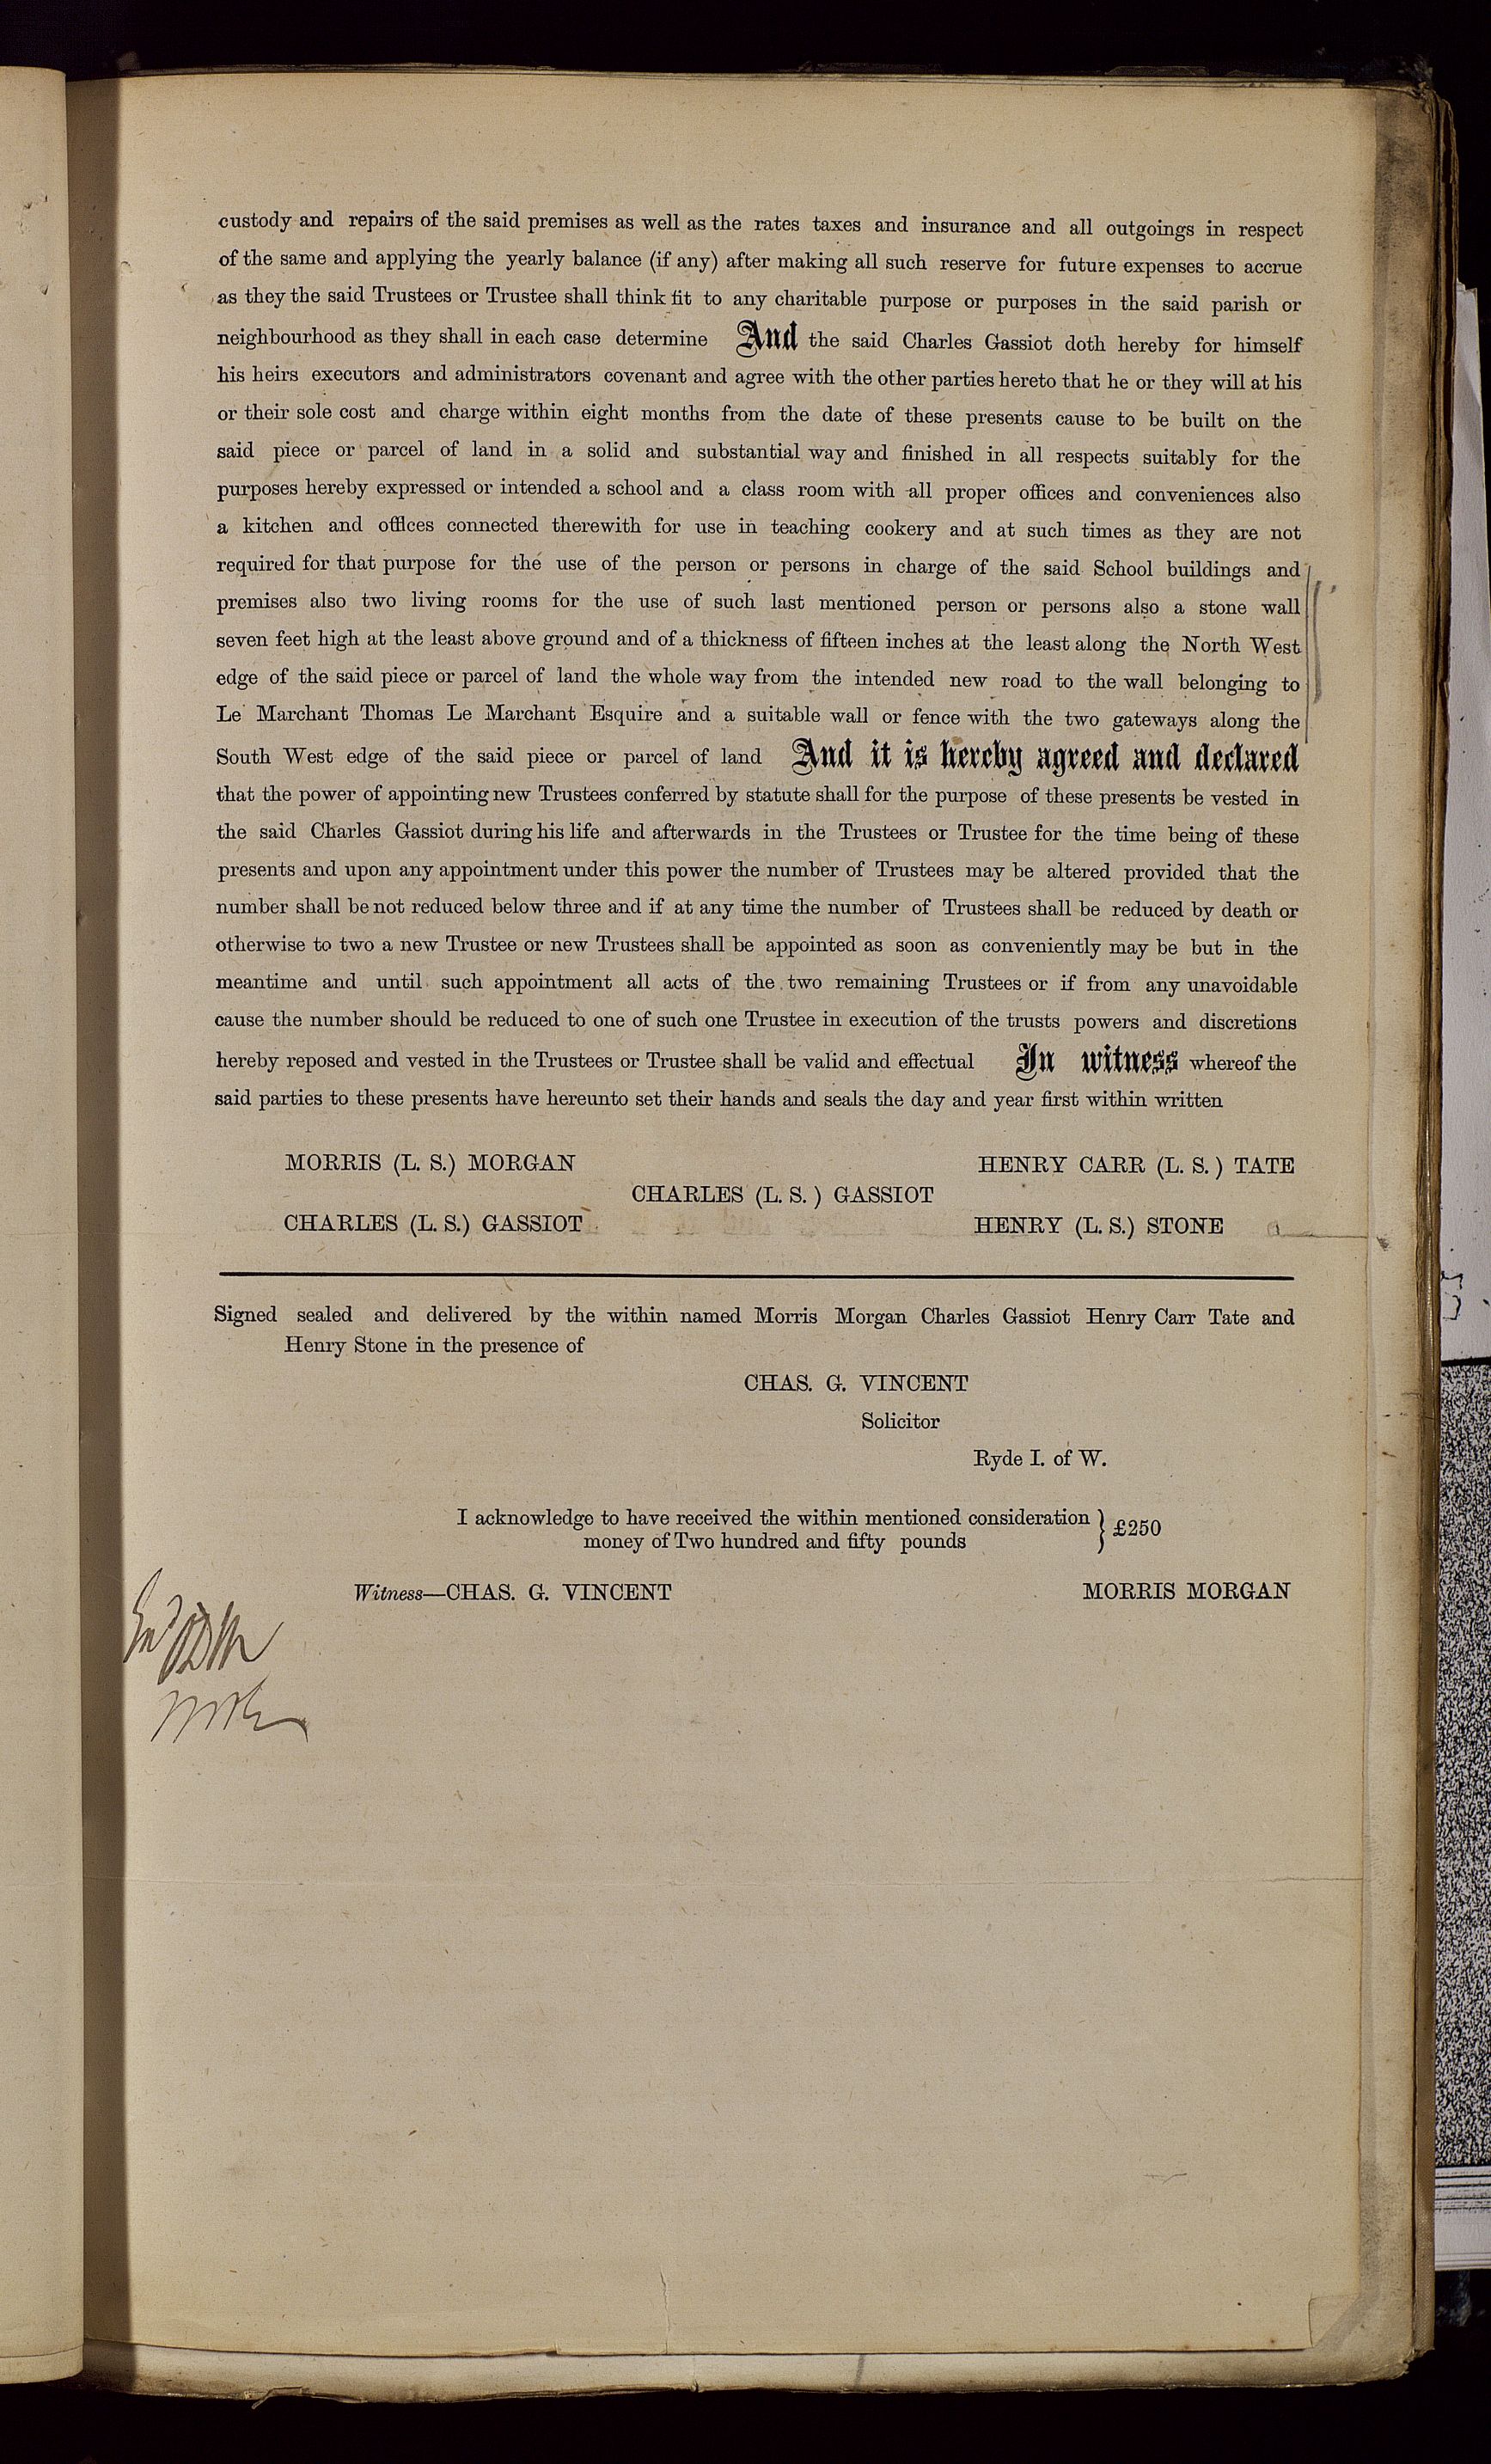 custody and repairs of the said premises as well as the rates taxes and insurance and all outgoings in respect
of the same and applying the yearly balance (if any) after making all such reserve for future expenses to accrue
as they the said Trustees or Trustee shall think fit to any charitable purpose or purposes in the said parish or
neighbourhood as they shall in each case determine And the said Charles Gassiot doth hereby for himself
his heirs executors and administrators covenant and agree with the other parties hereto that he or they will at his
or their sole cost and charge within eight months from the date of these presents cause to be built on the
said piece or parcel of land in a solid and substantial way and finished in all respects suitably for the
purposes hereby expressed or intended a school and a class room with all proper offices and conveniences also
a kitchen and offices connected therewith for use in teaching cookery and at such times as they are not
required for that purpose for the use of the person or persons in charge of the said School buildings and
premises also two living rooms for the use of such last mentioned person or persons also a stone wall
seven feet high at the least above ground and of a thickness of fifteen inches at the least along the North West
edge of the said piece or parcel of land the whole way from the intended new road to the wall belonging to
Le Marchant Thomas Le Marchant Esquire and a suitable wall or fence with the two gateways along the
South West edge of the said piece or parcel of land And it is hereby agreed and declared
that the power of appointing new Trustees conferred by statute shall for the purpose of these presents be vested in
the said Charles Gassiot during his life and afterwards in the Trustees or Trustee for the time being of these
presents and upon any appointment under this power the number of Trustees may be altered provided that the
number shall be not reduced below three and if at any time the number of Trustees shall be reduced by death or
otherwise to two a new Trustee or new Trustees shall be appointed as soon as conveniently may be but in the
meantime and until such appointment all acts of the two remaining Trustees or if from any unavoidable
cause the number should be reduced to one of such one Trustee in execution of the trusts powers and discretions
hereby reposed and vested in the Trustees or Trustee shall be valid and effectual In witness whereof the
said parties to these presents have hereunto set their hands and seals the day and year first within written
MORRIS (L. S.) MORGAN HENRY CARR (L. S.) TATE
CHARLES (L. S.) GASSIOT
CHARLES (L. S.) GASSIOT HENRY (L. S.) STONE
Signed sealed and delivered by the within named Morris Morgan Charles Gassiot Henry Carr Tate and
Henry Stone in the presence of
CHAS. G. VINCENT
Solicitor
Ryde I. of W.
I acknowledge to have received the within mentioned consideration } £250
money of Two hundred and fifty pounds
Witness—CHAS. G. VINCENT MORRIS MORGAN